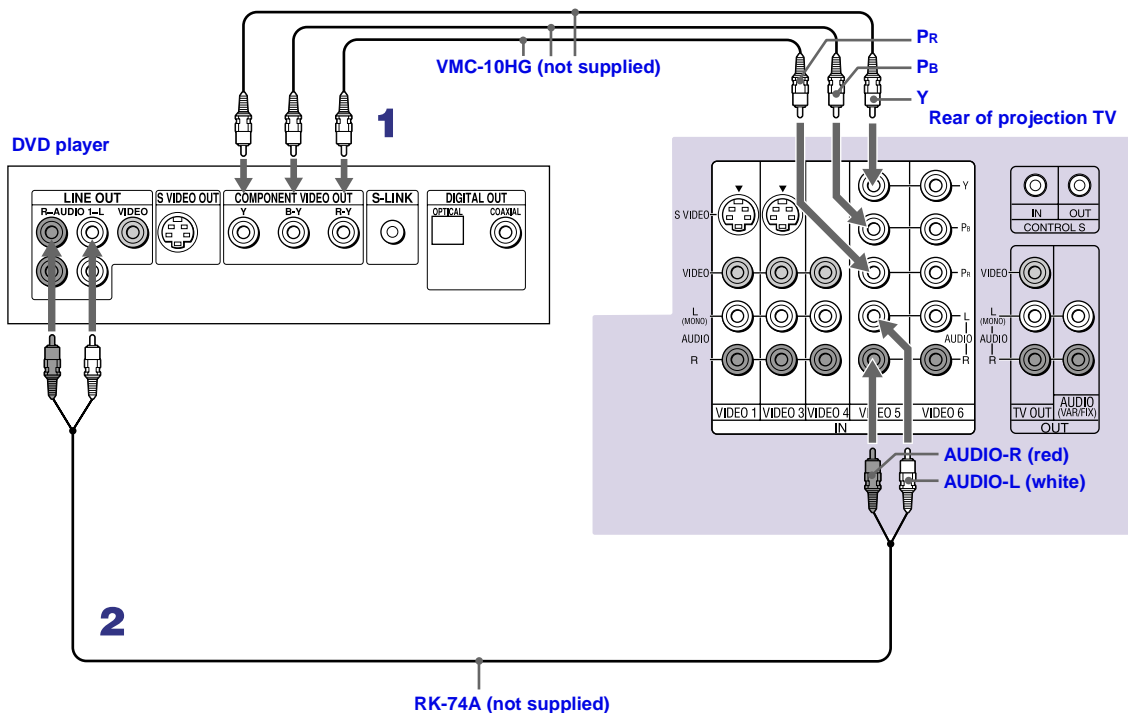 PR
PB
VMC-10HG (not supplied)
Y
1
Rear of projection TV
DVD player
LINE OUT
R–AUDIO 1–L
VIDEO
S VIDEO OUT
COMPONENT VIDEO OUT
Y
B-Y
R-Y
S-LINK
DIGITAL OUT
OPTICAL
COAXIAL
S VIDEO
VIDEO
L
(MONO)
AUDIO
R
Y
PB
PR
L
AUDIO
R
VIDEO 1
VIDEO 3
VIDEO 4
VIDEO 5
VIDEO 6
IN
IN
OUT
CONTROL S
VIDEO
L
(MONO)
AUDIO
R
TV OUT
AUDIO
(VAR/FIX)
OUT
AUDIO-R (red)
AUDIO-L (white)
2
RK-74A (not supplied)